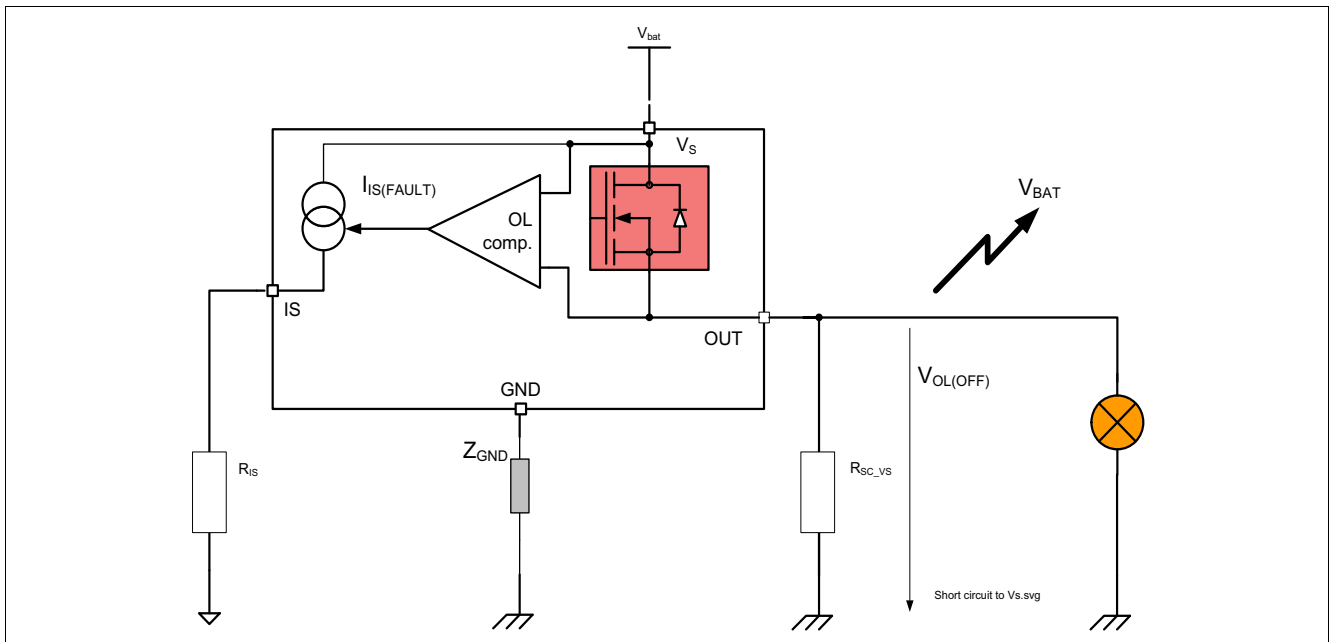 Vbat
VS
IIS(FAULT)
OL
comp.
VBAT
IS
OUT
VOL(OFF)
GND
ZGND
RIS
RSC_VS
Short circuit to Vs.svg